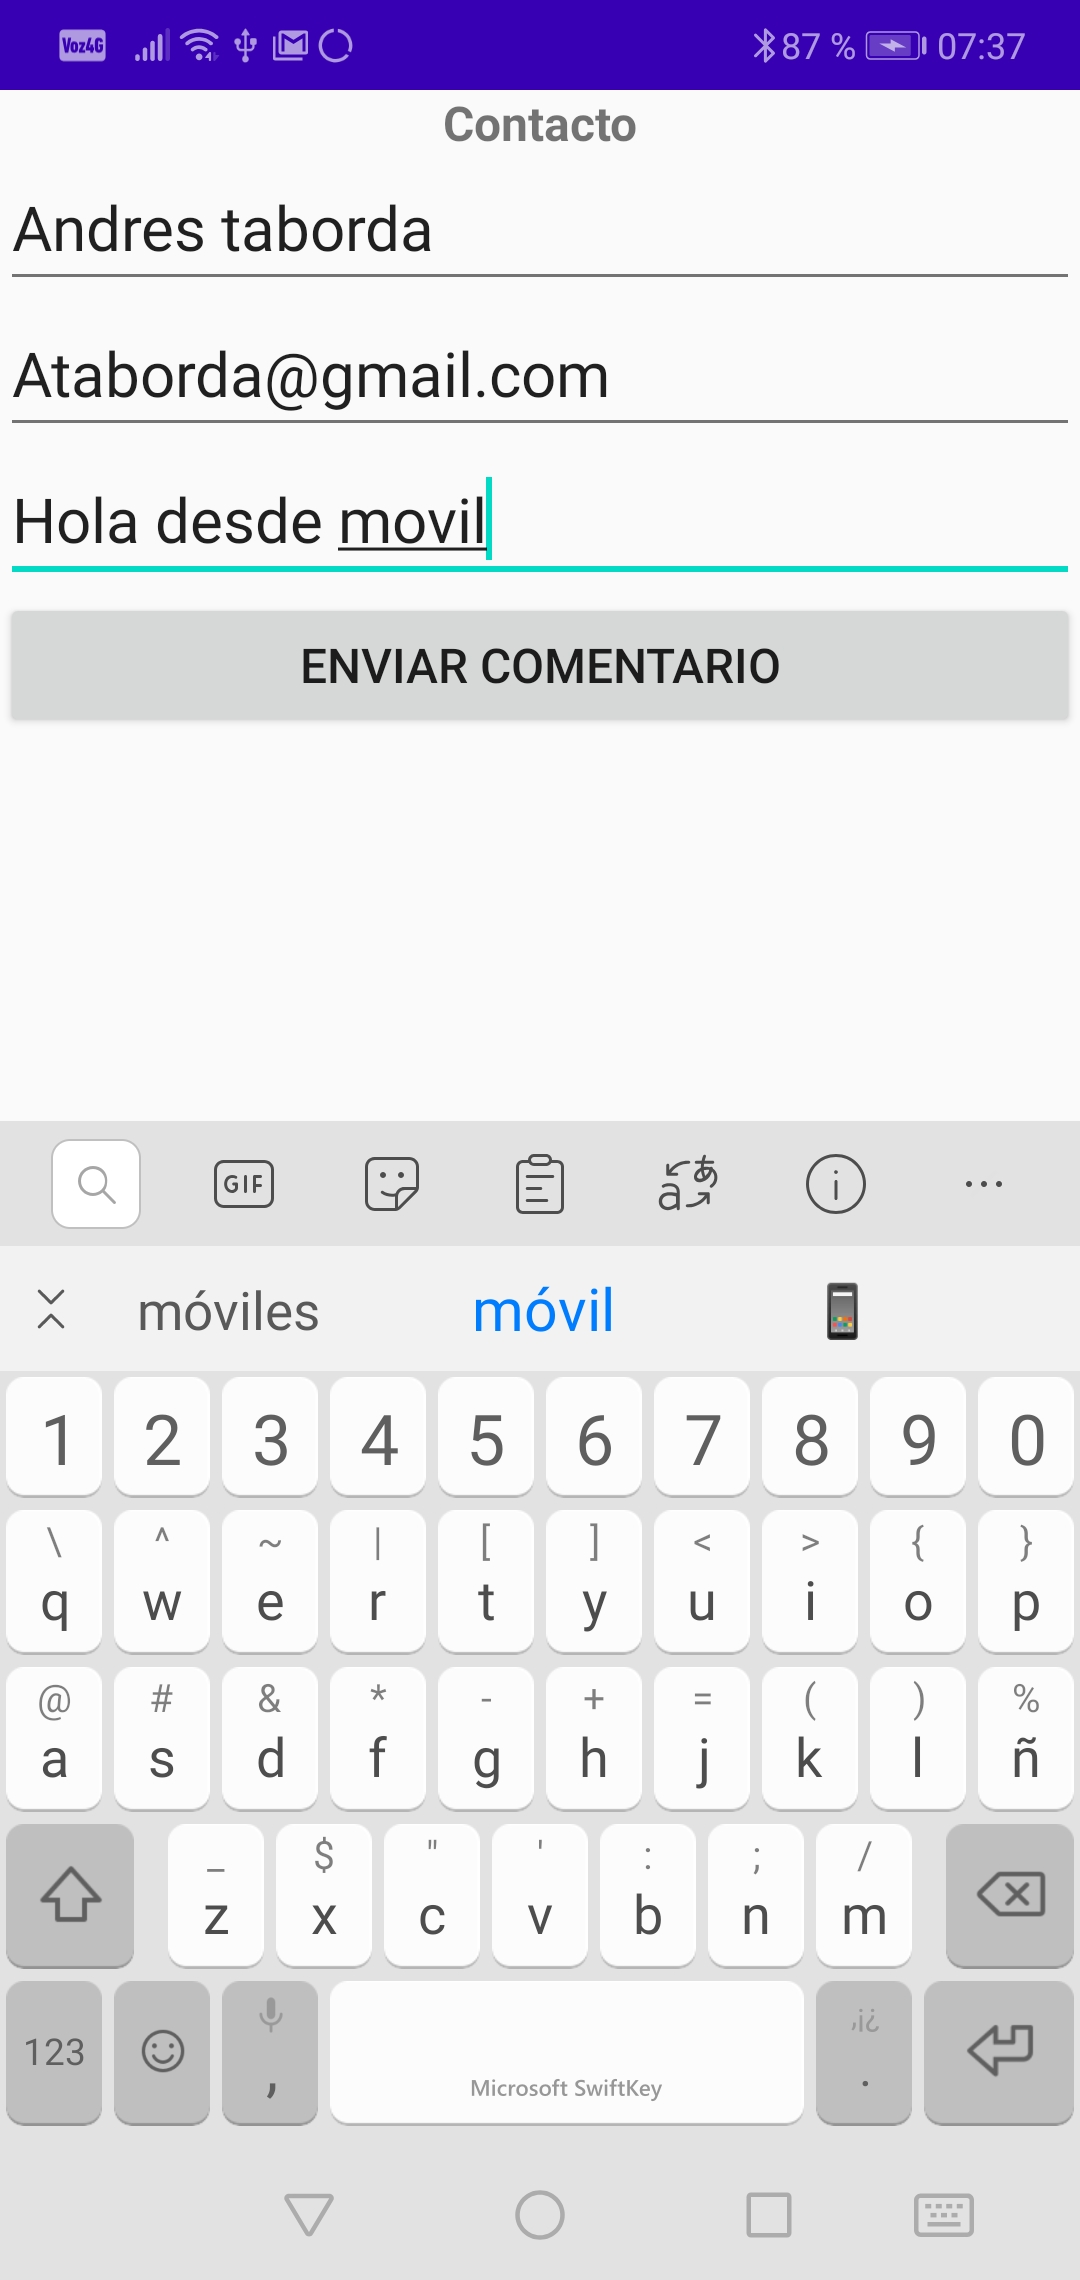 Voz4G 87 % 07:37
Contacto
Andres taborda
Ataborda@gmail.com
Hola desde movil
ENVIAR COMENTARIO
GIF a あ i ...
móviles móvil
1 2 3 4 5 6 7 8 9 0
\ ^ ~ | [ ] < > { }
q w e r t y u i o p
@ # & * - + = ( ) %
a s d f g h j k l ñ
_ $ " ' : ; /
z x c v b n m
,¡¿
123 , .
Microsoft SwiftKey